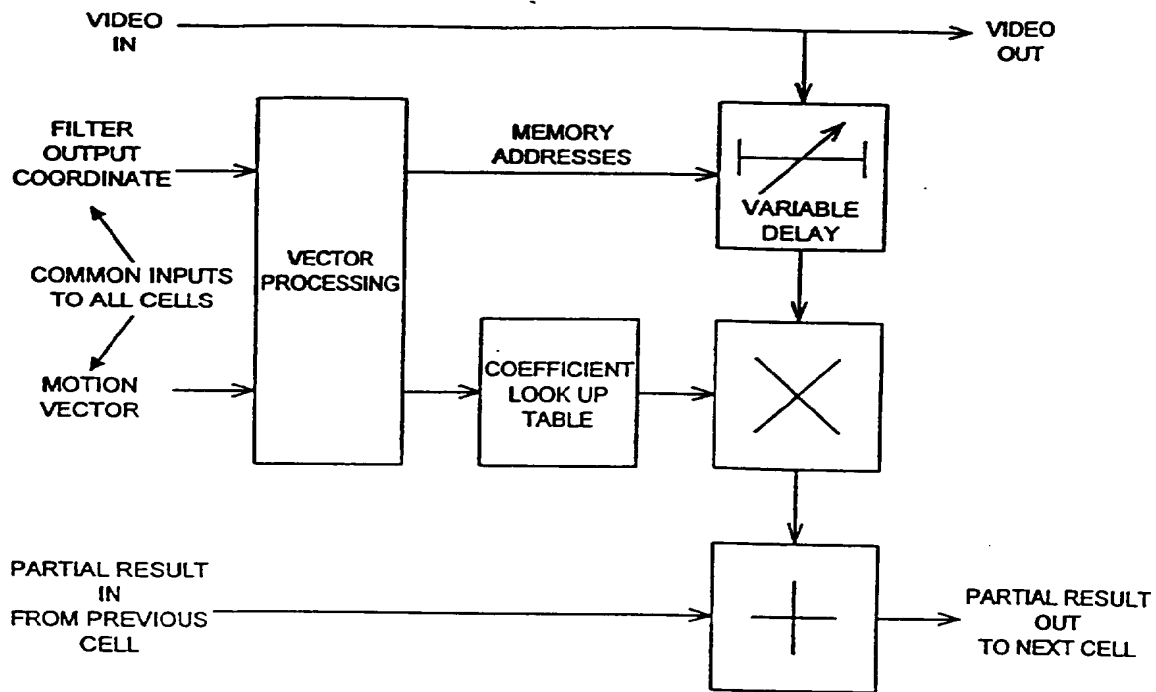 VIDEO
IN
VIDEO
OUT
FILTER
OUTPUT
COORDINATE
MEMORY
ADDRESSES
VARIABLE
DELAY
COMMON INPUTS
TO ALL CELLS
VECTOR
PROCESSING
MOTION
VECTOR
COEFFICIENT
LOOK UP
TABLE
PARTIAL RESULT
IN
FROM PREVIOUS
CELL
PARTIAL RESULT
OUT
TO NEXT CELL